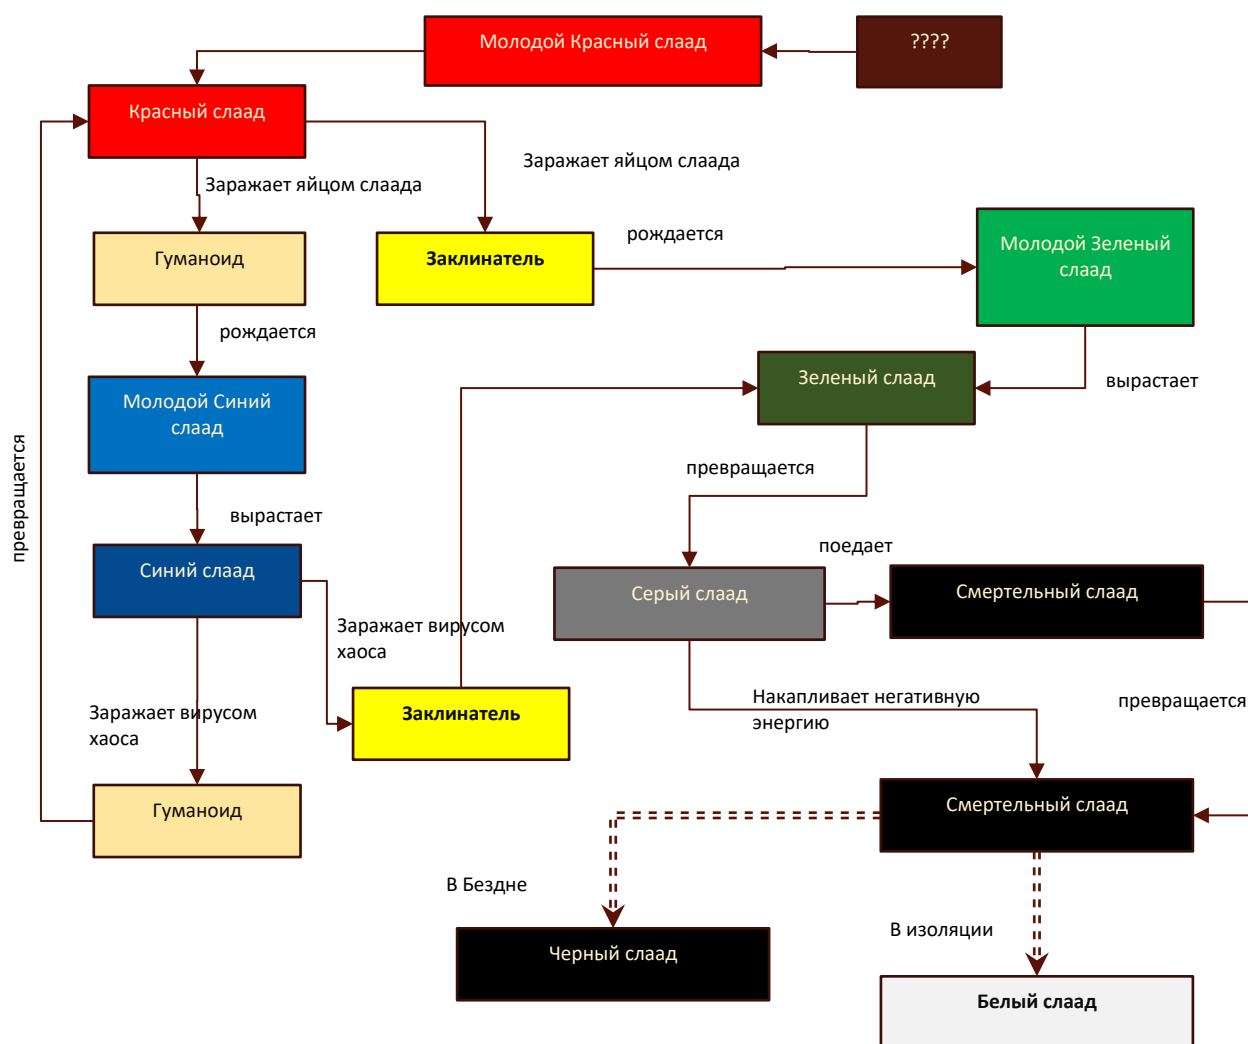 Молодой Красный слаад
????
Красный слаад
Заражает яйцом слаада
Заражает яйцом слаада
Гуманоид
Заклинатель
рождается
Молодой Зеленый
слаад
рождается
Зеленый слаад
вырастает
Молодой Синий
слаад
превращается
превращается
вырастает
поедает
Синий слаад
Серый слаад
Смертельный слаад
Заражает вирусом
хаоса
Заражает вирусом
хаоса
Заклинатель
Накапливает негативную
энергию
превращается
Гуманоид
Смертельный слаад
В Бездне
В изоляции
Черный слаад
Белый слаад